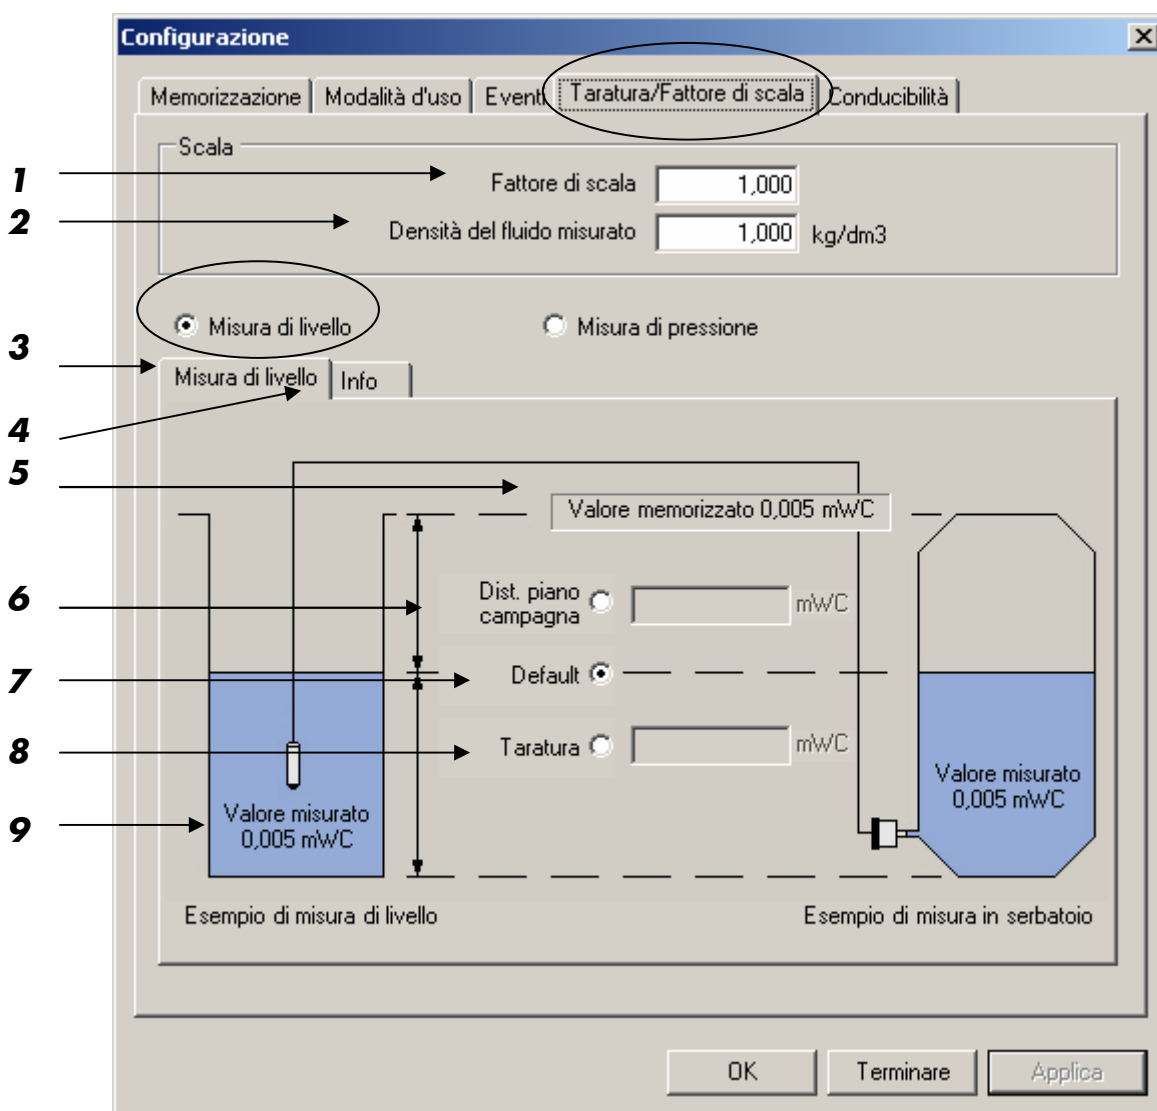 Configurazione
Memorizzazione Modalità d'uso Eventi Taratura/Fattore di scala Conducibilità
Scala
1 Fattore di scala 1,000
2 Densità del fluido misurato 1,000 kg/dm3
Misura di livello Misura di pressione
3
Misura di livello Info
4
5
Valore memorizzato 0,005 mWC
6 Dist. piano
campagna mWC
7 Default
8 Taratura mWC
Valore misurato
0,005 mWC
Valore misurato
0,005 mWC
9
Esempio di misura di livello Esempio di misura in serbatoio
OK Terminare Applica